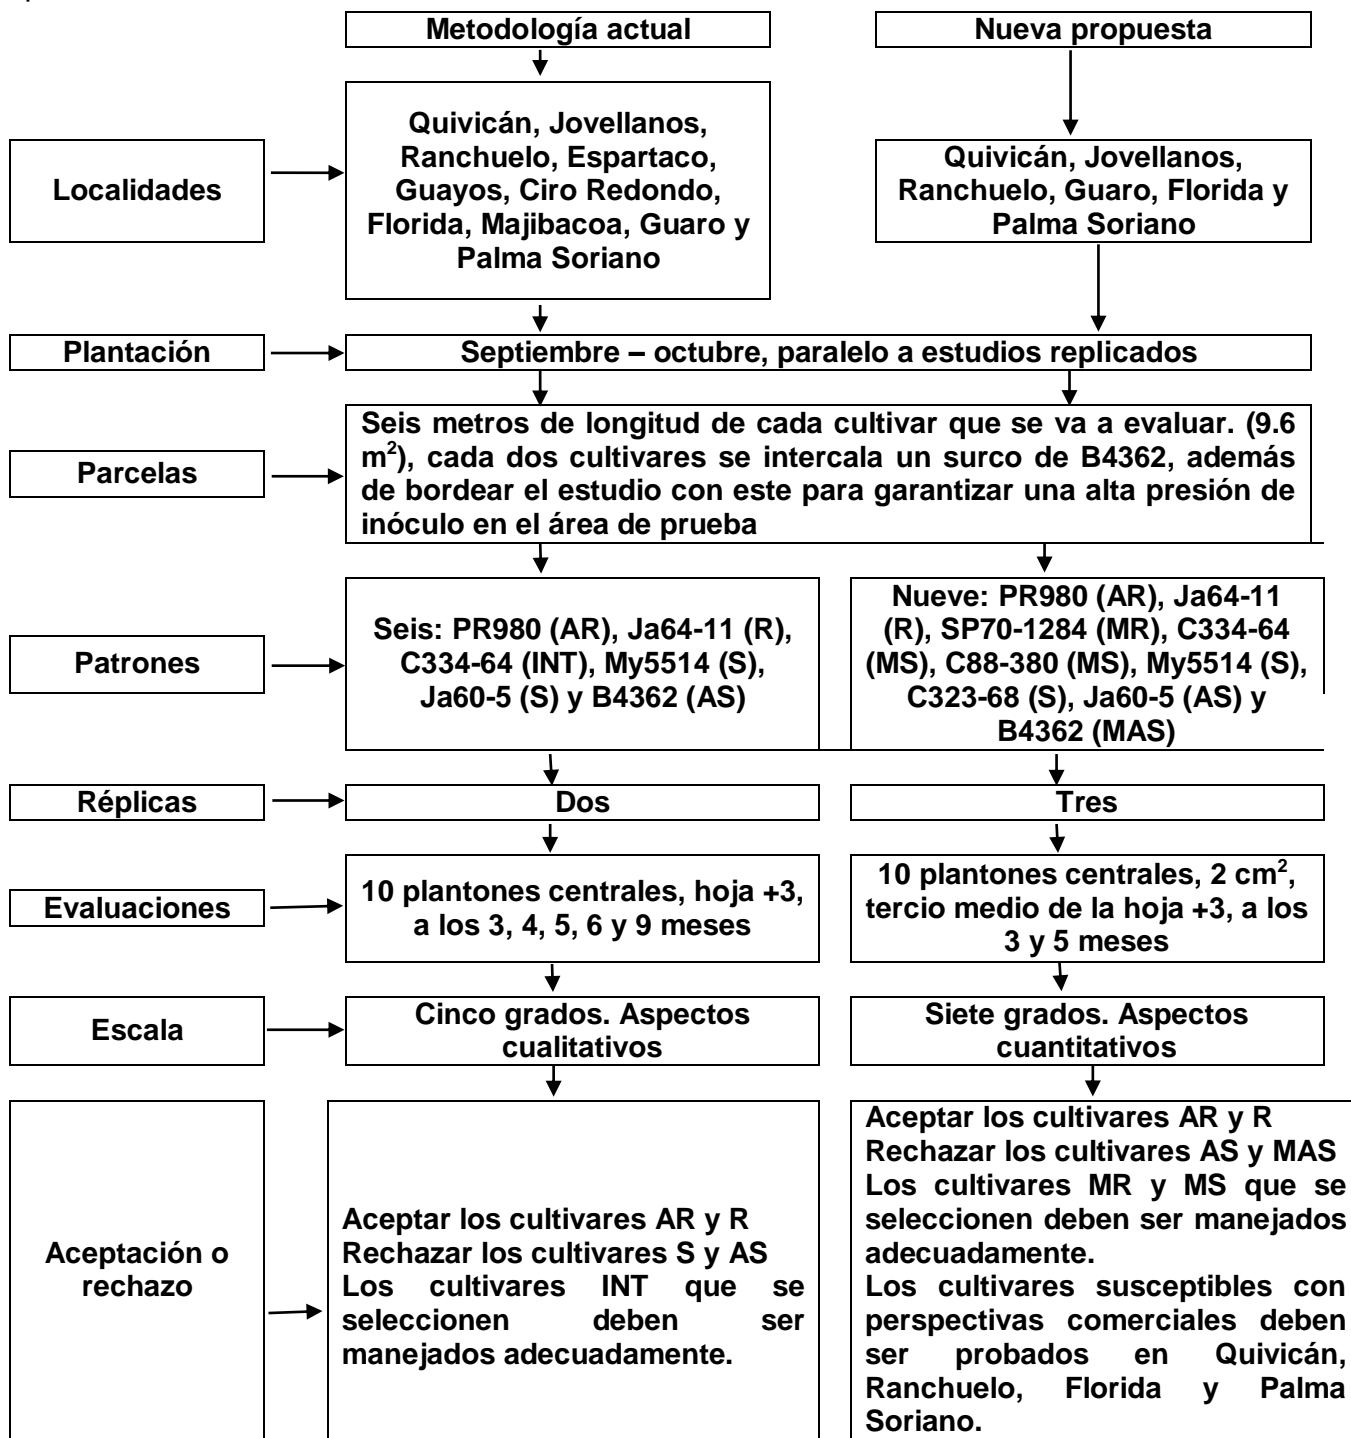 Metodología actual
Nueva propuesta
Localidades
Quivicán, Jovellanos,
Ranchuelo, Espartaco,
Guayos, Ciro Redondo,
Florida, Majibacoa, Guaro y
Palma Soriano
Quivicán, Jovellanos,
Ranchuelo, Guaro, Florida y
Palma Soriano
Plantación
Septiembre – octubre, paralelo a estudios replicados
Parcelas
Seis metros de longitud de cada cultivar que se va a evaluar. (9.6
m²), cada dos cultivares se intercala un surco de B4362, además
de bordear el estudio con este para garantizar una alta presión de
inóculo en el área de prueba
Patrones
Seis: PR980 (AR), Ja64-11 (R),
C334-64 (INT), My5514 (S),
Ja60-5 (S) y B4362 (AS)
Nueve: PR980 (AR), Ja64-11
(R), SP70-1284 (MR), C334-64
(MS), C88-380 (MS), My5514 (S),
C323-68 (S), Ja60-5 (AS) y
B4362 (MAS)
Réplicas
Dos
Tres
Evaluaciones
10 plantones centrales, hoja +3,
a los 3, 4, 5, 6 y 9 meses
10 plantones centrales, 2 cm²,
tercio medio de la hoja +3, a los
3 y 5 meses
Escala
Cinco grados. Aspectos
cualitativos
Siete grados. Aspectos
cuantitativos
Aceptación o
rechazo
Aceptar los cultivares AR y R
Rechazar los cultivares S y AS
Los cultivares INT que se
seleccionen deben ser
manejados adecuadamente.
Aceptar los cultivares AR y R
Rechazar los cultivares AS y MAS
Los cultivares MR y MS que se
seleccionen deben ser manejados
adecuadamente.
Los cultivares susceptibles con
perspectivas comerciales deben
ser probados en Quivicán,
Ranchuelo, Florida y Palma
Soriano.